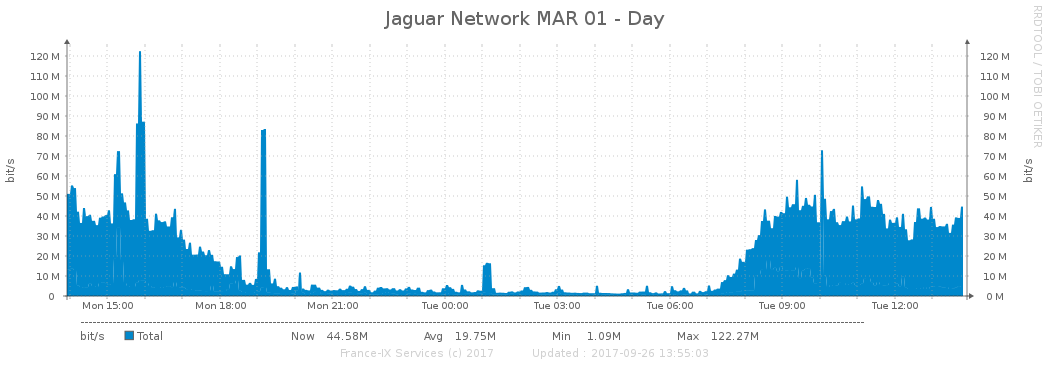 Jaguar Network MAR 01 - Day
RRDTOOL / TOBI OETIKER
bit/s
120 M 120 M
110 M 110 M
100 M 100 M
90 M 90 M
80 M 80 M
70 M 70 M
60 M 60 M
50 M 50 M
40 M 40 M
30 M 30 M
20 M 20 M
10 M 10 M
0 0 M
bit/s
Mon 15:00 Mon 18:00 Mon 21:00 Tue 00:00 Tue 03:00 Tue 06:00 Tue 09:00 Tue 12:00
bit/s Total Now 44.58M Avg 19.75M Min 1.09M Max 122.27M
France-IX Services (c) 2017 Updated : 2017-09-26 13:55:03